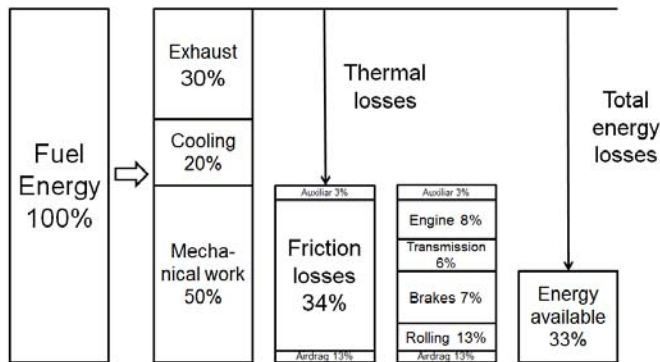 Fuel
Energy
100%
Exhaust
30%
Cooling
20%
Mecha-
nical work
50%
Thermal
losses
Auxiliar 3%
Friction
losses
34%
Airdrag 13%
Auxiliar 3%
Engine 8%
Transmission
6%
Brakes 7%
Rolling 13%
Airdrag 13%
Total
energy
losses
Energy
available
33%